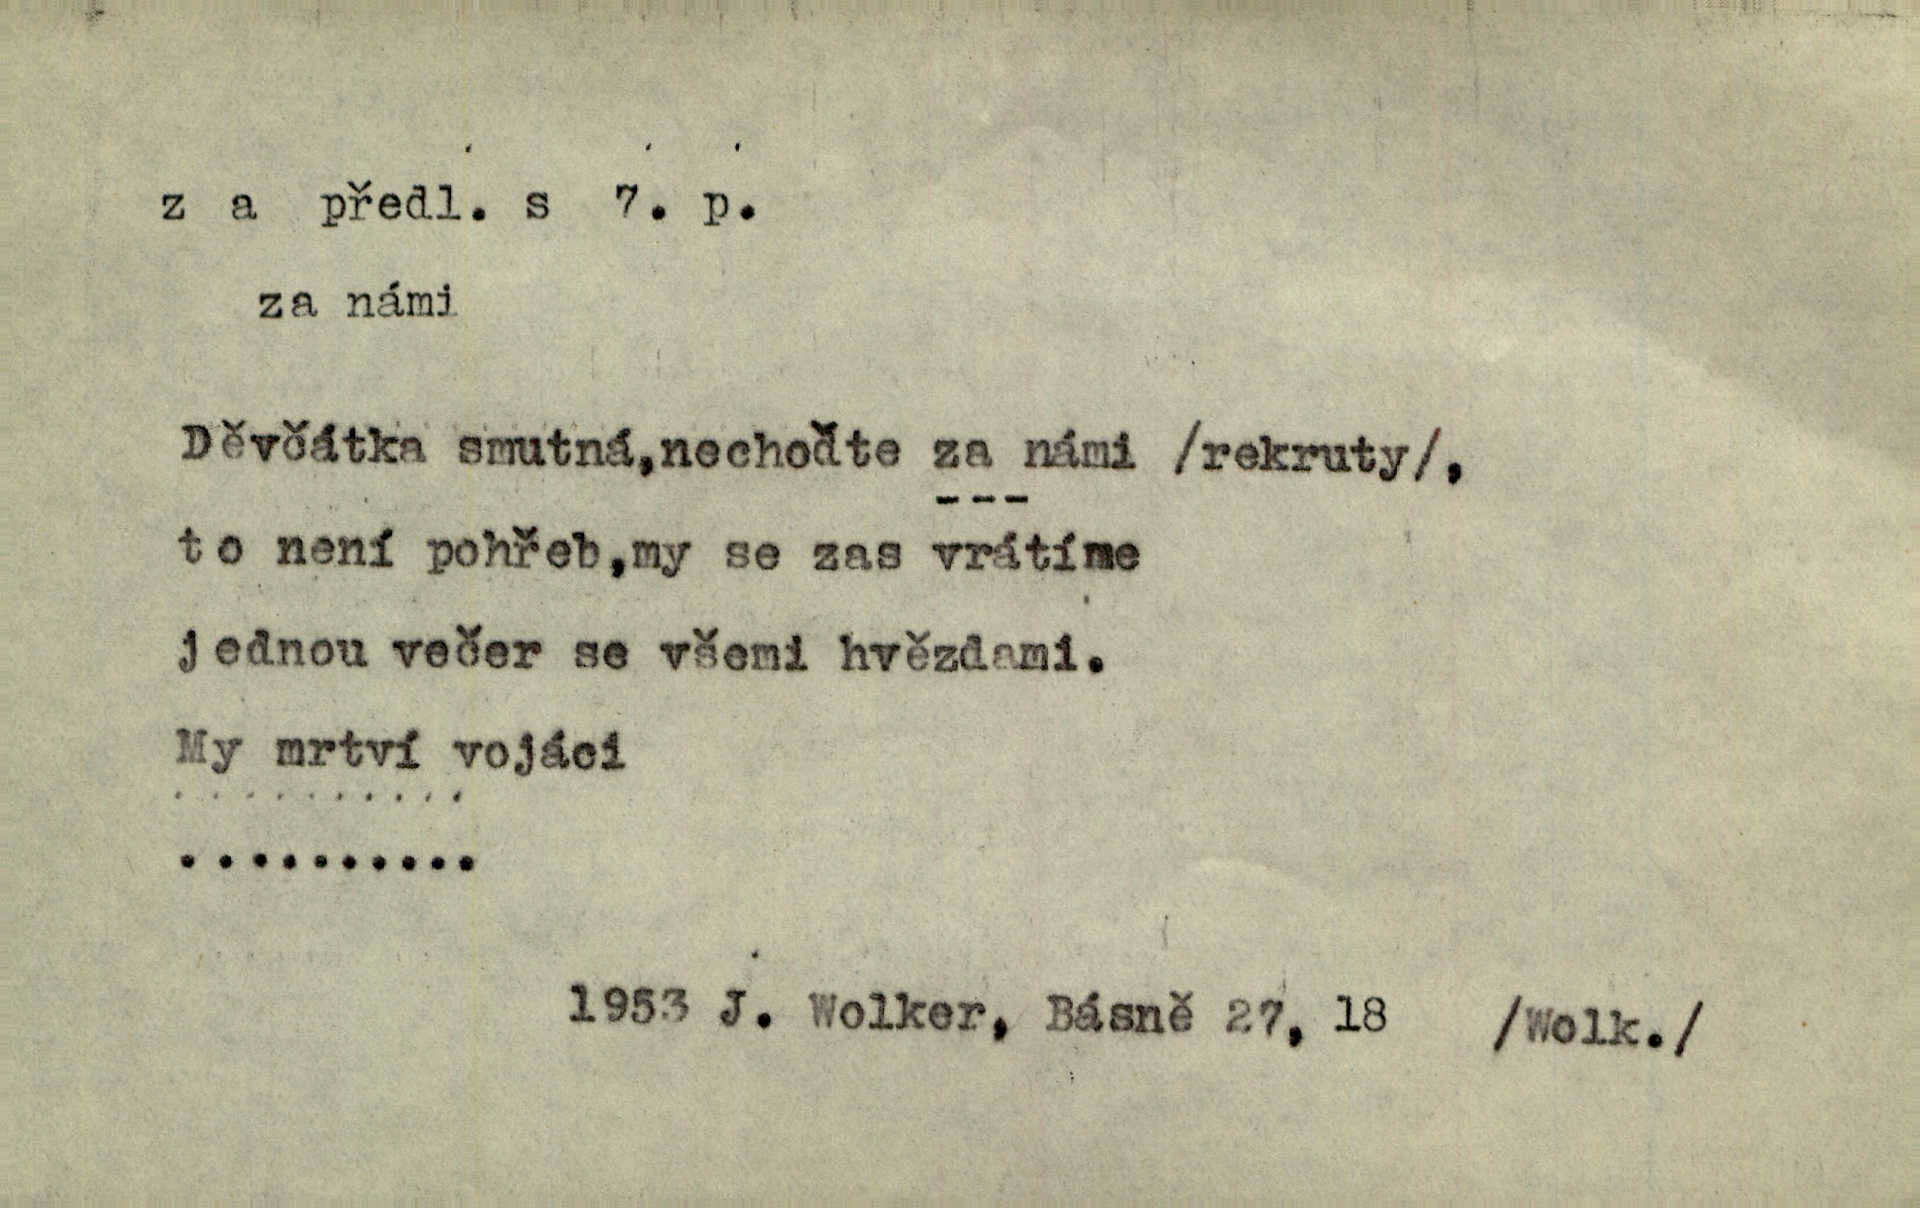 z a předl. s 7. p.
za námi
Děvčátka smutná,nechoďte za námi /rekruty/,
to není pohřeb,my se zas vrátíme
jednou večer se všemi hvězdami.
My mrtví vojáci
..........
..........
1953 J. Wolker, Básně 27, 18 /Wolk./